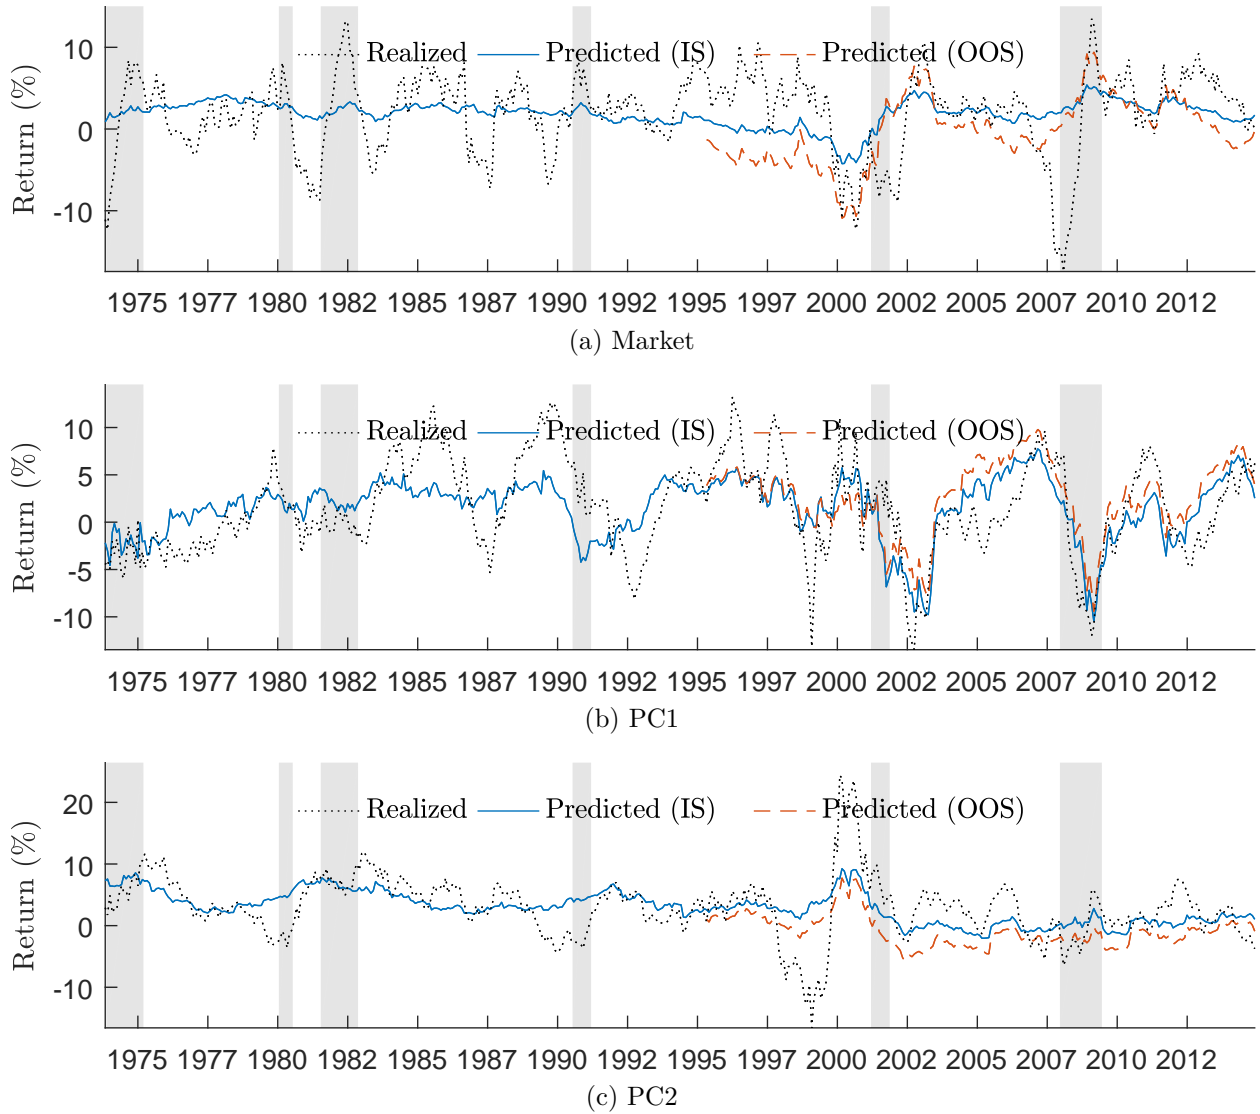 Return (%)
10
0
-10
Realized Predicted (IS) Predicted (OOS)
1975 1977 1980 1982 1985 1987 1990 1992 1995 1997 2000 2002 2005 2007 2010 2012
(a) Market
Return (%)
10
5
0
-5
-10
Realized Predicted (IS) Predicted (OOS)
1975 1977 1980 1982 1985 1987 1990 1992 1995 1997 2000 2002 2005 2007 2010 2012
(b) PC1
Return (%)
20
10
0
-10
Realized Predicted (IS) Predicted (OOS)
1975 1977 1980 1982 1985 1987 1990 1992 1995 1997 2000 2002 2005 2007 2010 2012
(c) PC2